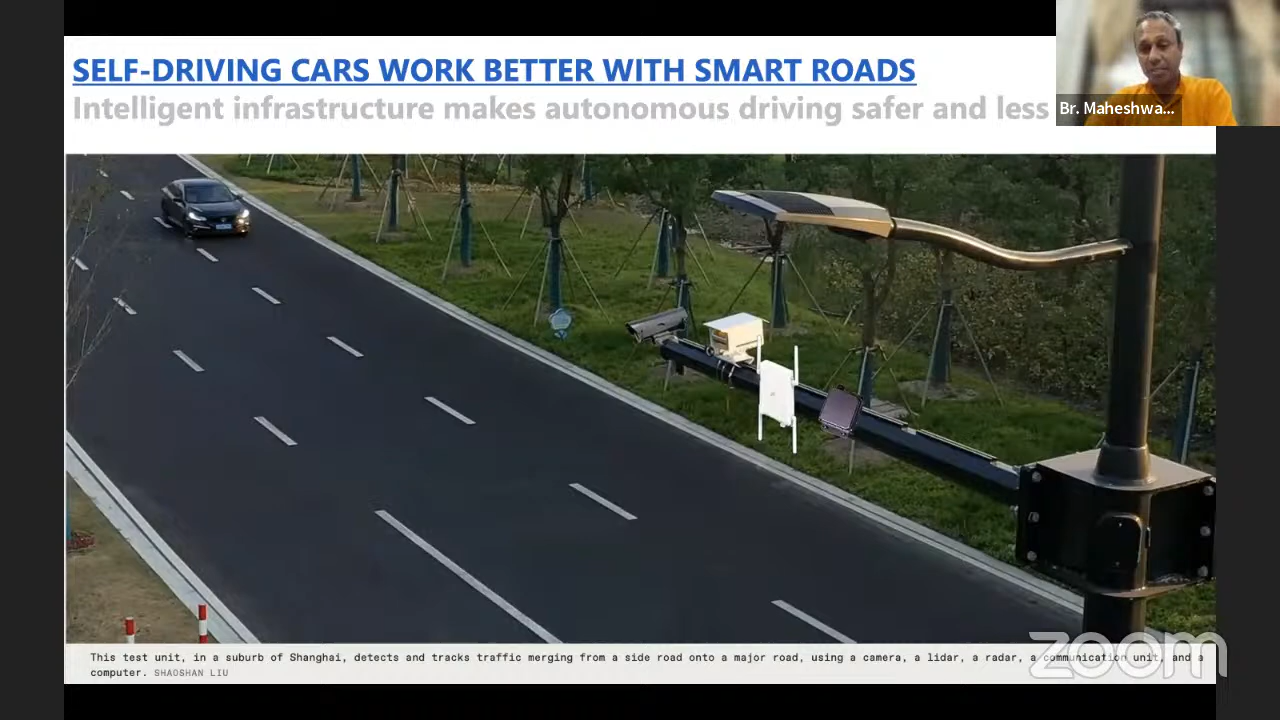 SELF-DRIVING CARS WORK BETTER WITH SMART ROADS
Intelligent infrastructure makes autonomous driving safer and less
Br. Maheshwa...
This test unit, in a suburb of Shanghai, detects and tracks traffic merging from a side road onto a major road, using a camera, a lidar, a radar, a communication unit, and a
computer. SHAOSHAN LIU
zoom